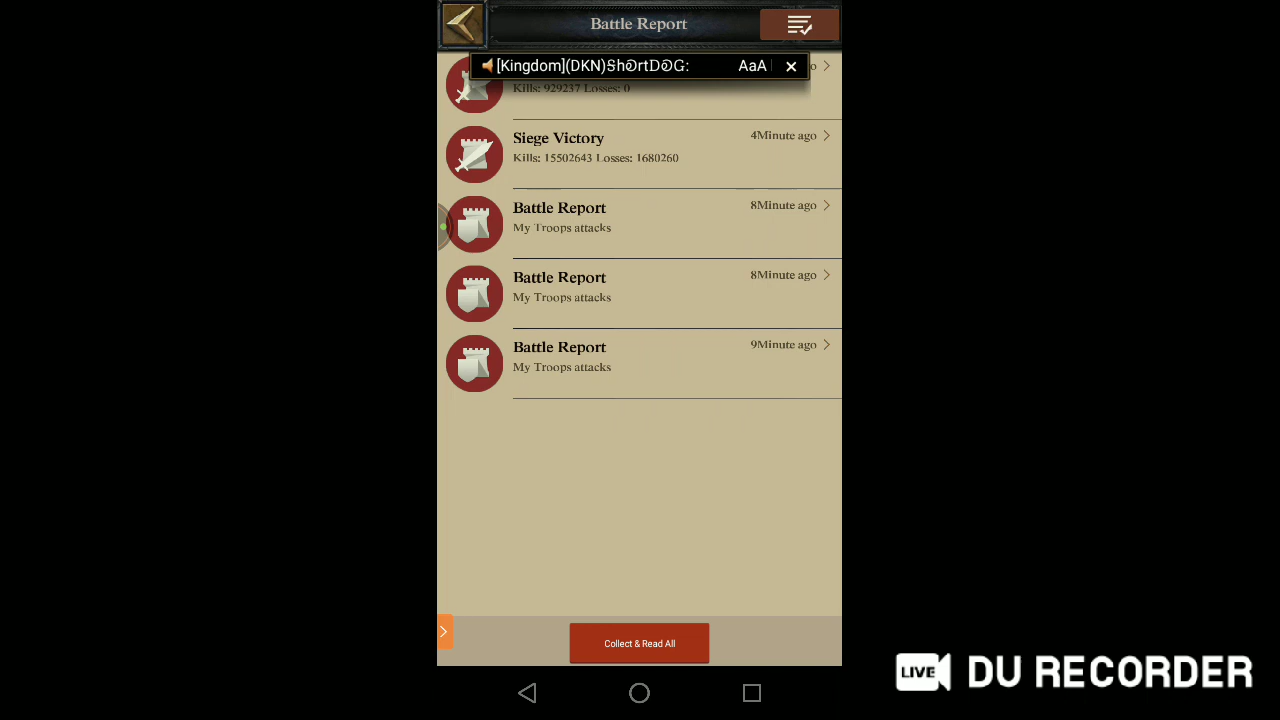 Battle Report
[Kingdom](DKN)ShOrtDOG: AaA
Kills: 929237 Losses: 0
Siege Victory
4Minute ago
Kills: 15502643 Losses: 1680260
Battle Report
8Minute ago
My Troops attacks
Battle Report
8Minute ago
My Troops attacks
Battle Report
9Minute ago
My Troops attacks
Collect & Read All
LIVE DU RECORDER